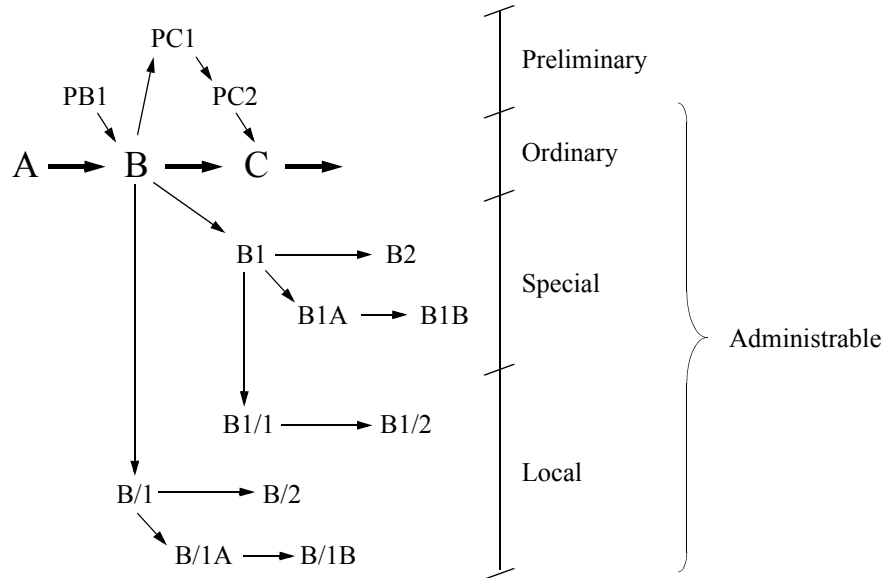 PC1
Preliminary
PB1
PC2
A
B
C
Ordinary
B1
B2
Special
B1A
B1B
Administrable
B1/1
B1/2
Local
B/1
B/2
B/1A
B/1B